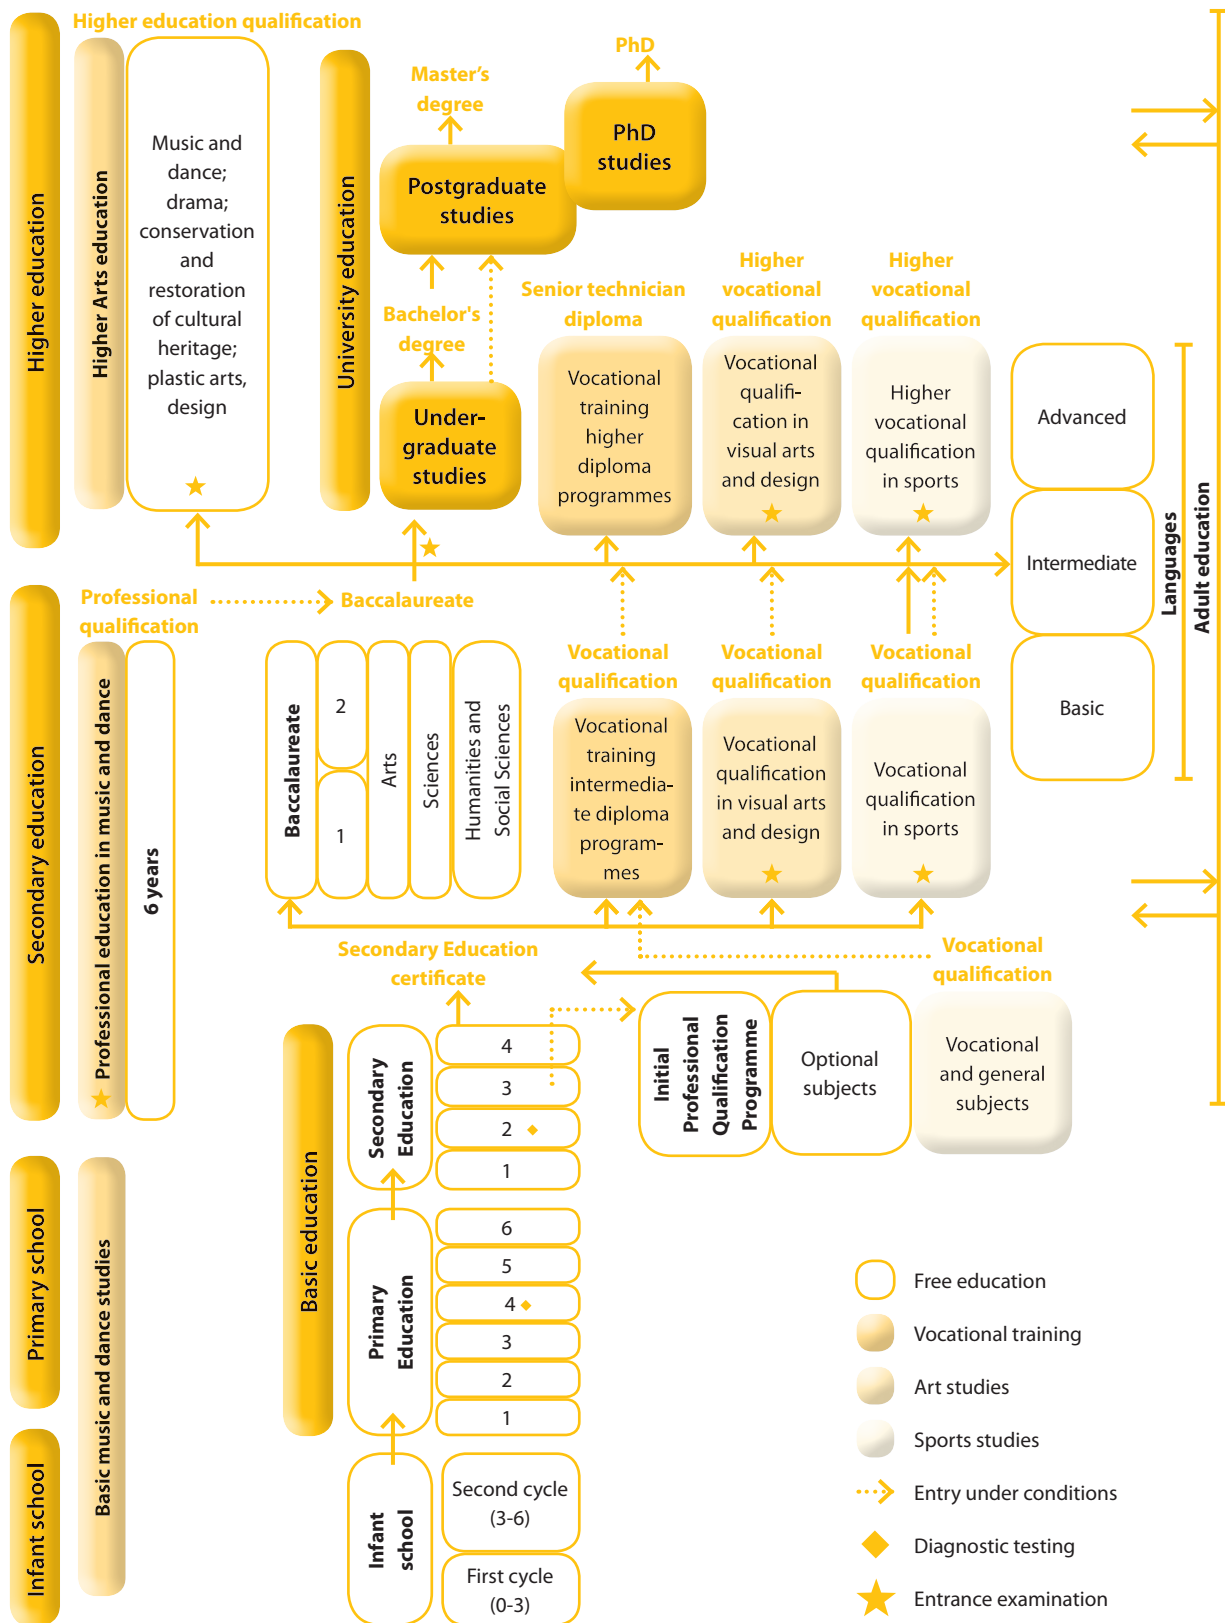 Higher education qualification
Higher education
Higher Arts education
Music and
dance;
drama;
conservation
and
restoration
of cultural
heritage;
plastic arts,
design
University education
PhD
Master's
degree
PhD
studies
Postgraduate
studies
Bachelor's
degree
Under-
graduate
studies
Senior technician
diploma
Vocational
training
higher
diploma
programmes
Higher
vocational
qualification
Vocational
qualifi-
cation in
visual arts
and design
Higher
vocational
qualification
Higher
vocational
qualification
in sports
Advanced
Intermediate
Basic
Languages
Adult education
Secondary education
Professional
qualification
Baccalaureate
Professional education in music and dance
6 years
Baccalaureate
2
1
Arts
Sciences
Humanities and
Social Sciences
Vocational
qualification
Vocational
training
intermedia-
te diploma
program-
mes
Vocational
qualification
Vocational
qualification
in visual arts
and design
Vocational
qualification
Vocational
qualification
in sports
Secondary Education
certificate
Vocational
qualification
Initial
Professional
Qualification
Programme
Optional
subjects
Vocational
and general
subjects
Basic education
Secondary
Education
4
3
2
1
Primary school
Basic music and dance studies
Primary
Education
6
5
4
3
2
1
Infant school
Infant
school
Second cycle
(3-6)
First cycle
(0-3)
Free education
Vocational training
Art studies
Sports studies
Entry under conditions
Diagnostic testing
Entrance examination